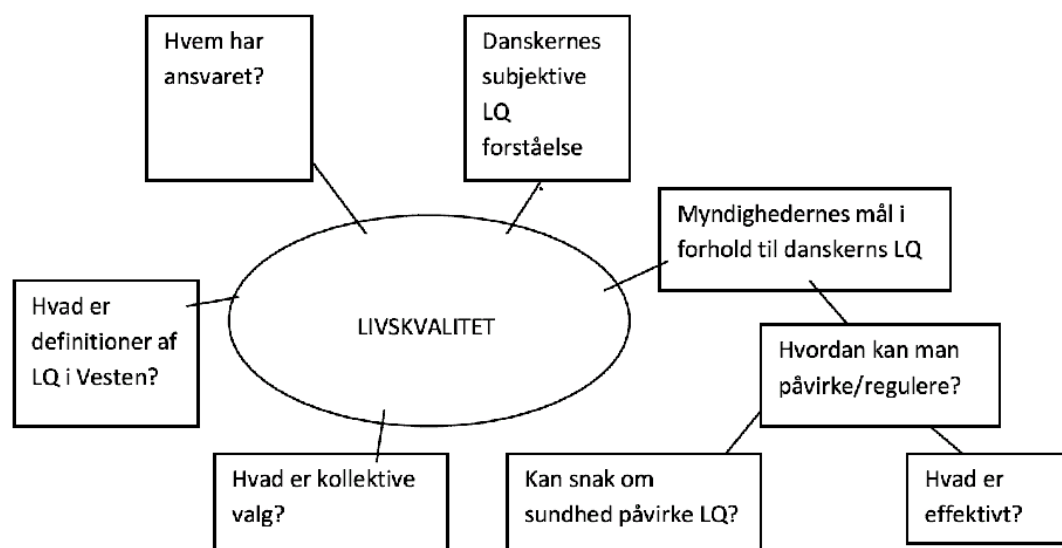 Hvem har
ansvaret?
Danskernes
subjektive
LQ
forståelse
Myndighedernes mål i
forhold til danskerns LQ
Hvad er
definitioner af
LQ i Vesten?
LIVSKVALITET
Hvordan kan man
påvirke/regulere?
Hvad er kollektive
valg?
Kan snak om
sundhed påvirke LQ?
Hvad er
effektivt?